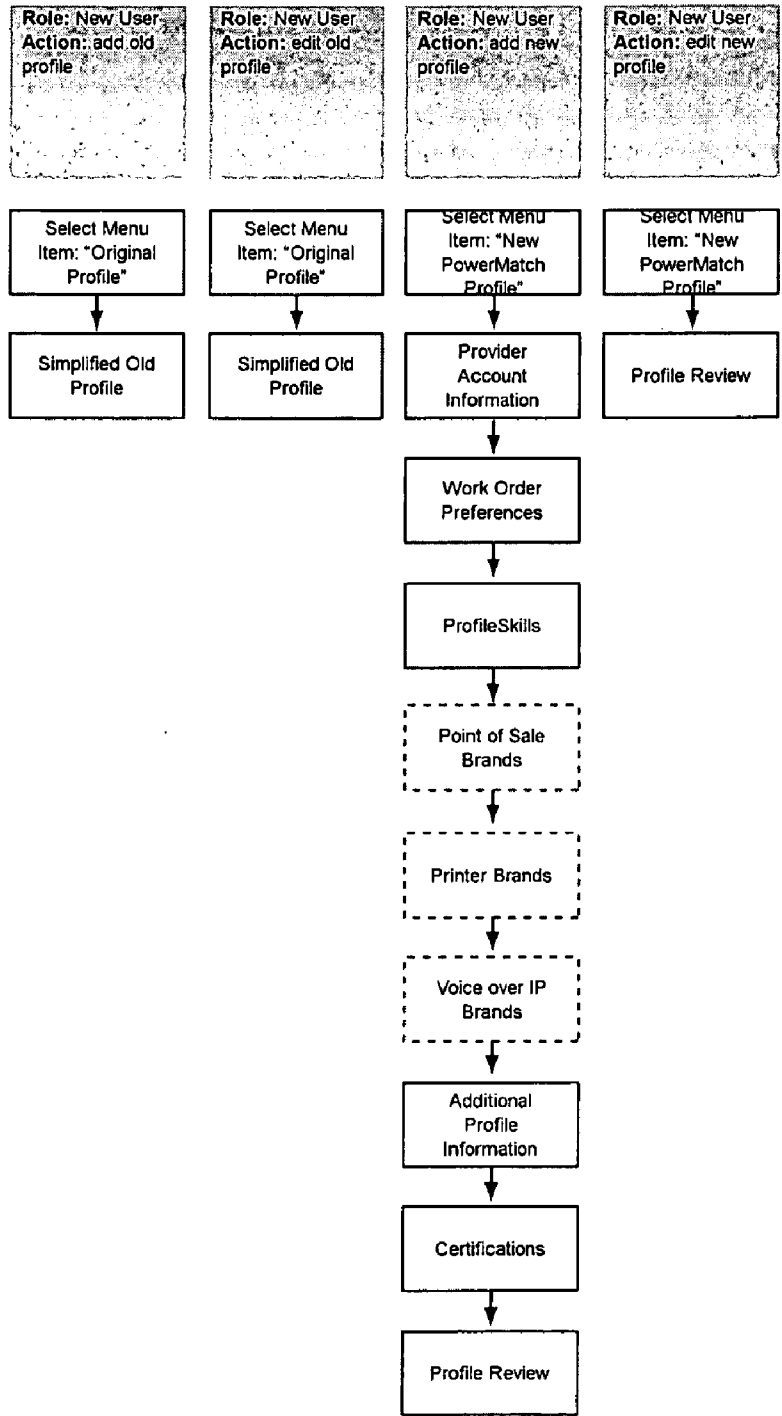 Role: New User
Action: add old
profile
Role: New User
Action: edit old
profile
Role: New User
Action: add new
profile
Role: New User
Action: edit new
profile
Select Menu
Item: "Original
Profile"
Select Menu
Item: "Original
Profile"
Select Menu
Item: "New
PowerMatch
Profile"
Select Menu
Item: "New
PowerMatch
Profile"
Simplified Old
Profile
Simplified Old
Profile
Provider
Account
Information
Profile Review
Work Order
Preferences
ProfileSkills
Point of Sale
Brands
Printer Brands
Voice over IP
Brands
Additional
Profile
Information
Certifications
Profile Review